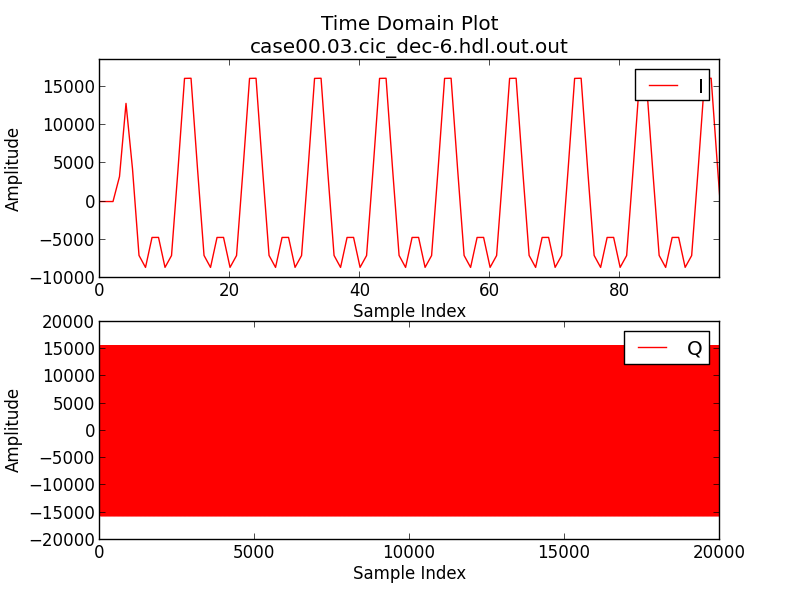 Time Domain Plot
case00.03.cic_dec-6.hdl.out.out
I
15000
10000
5000
0
−5000
−10000
Amplitude
0 20 40 60 80
Sample Index
Q
20000
15000
10000
5000
0
−5000
−10000
−15000
−20000
Amplitude
0 5000 10000 15000 20000
Sample Index